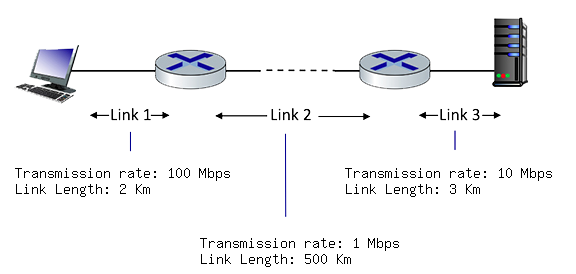 Link 1
Link 2
Link 3
Transmission rate: 100 Mbps
Link Length: 2 Km
Transmission rate: 10 Mbps
Link Length: 3 Km
Transmission rate: 1 Mbps
Link Length: 500 Km